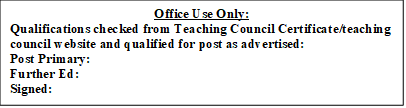 Office Use Only:
Qualifications checked from Teaching Council Certificate/teaching
council website and qualified for post as advertised:
Post Primary:
Further Ed:
Signed: